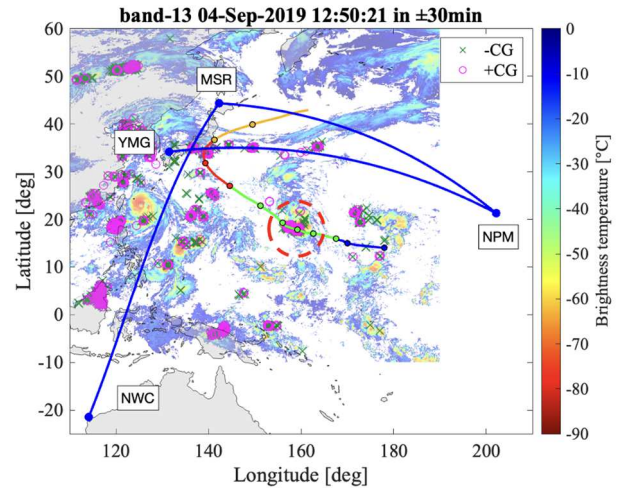 band-13 04-Sep-2019 12:50:21 in ±30min
60
50
40
30
20
10
0
-10
-20
Latitude [deg]
120
140
160
180
200
Longitude [deg]
MSR
YMG
NPM
NWC
-CG
+CG
0
-10
-20
-30
-40
-50
-60
-70
-80
-90
Brightness temperature [°C]